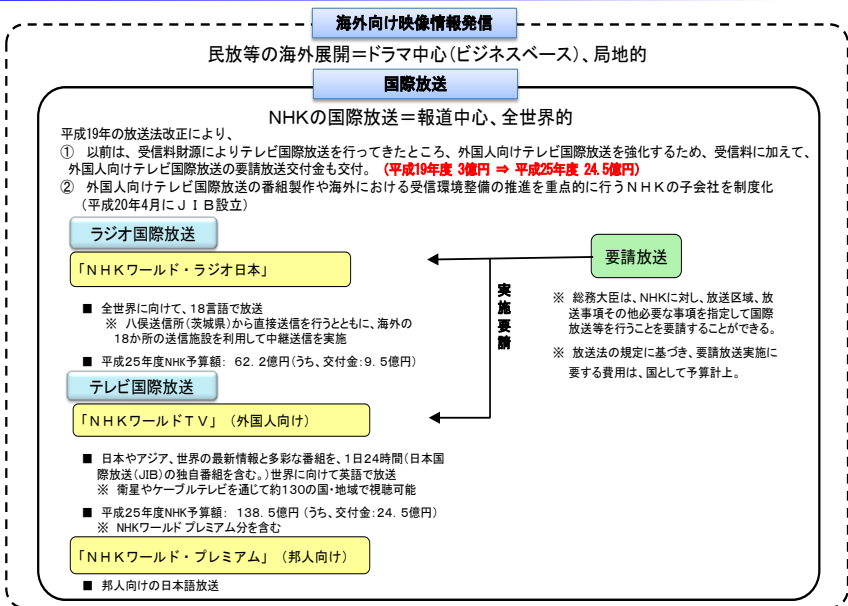 海外向け映像情報発信
民放等の海外展開＝ドラマ中心（ビジネスベース）、局地的
国際放送
NHKの国際放送＝報道中心、全世界的
平成19年の放送法改正により、
① 以前は、受信料財源によりテレビ国際放送を行ってきたところ、外国人向けテレビ国際放送を強化するため、受信料に加えて、
外国人向けテレビ国際放送の要請放送交付金も交付。（平成19年度 3億円 ⇒ 平成25年度 24.5億円）
② 外国人向けテレビ国際放送の番組製作や海外における受信環境整備の推進を重点的に行うＮＨＫの子会社を制度化
（平成20年4月にＪＩＢ設立）
ラジオ国際放送
「ＮＨＫワールド・ラジオ日本」
■ 全世界に向けて、18言語で放送
※ 八俣送信所（茨城県）から直接送信を行うとともに、海外の
18か所の送信施設を利用して中継送信を実施
■ 平成25年度NHK予算額： 62．2億円（うち、交付金：9．5億円）
実施要請
要請放送
※ 総務大臣は、NHKに対し、放送区域、放
送事項その他必要な事項を指定して国際
放送等を行うことを要請することができる。
※ 放送法の規定に基づき、要請放送実施に
要する費用は、国として予算計上。
テレビ国際放送
「ＮＨＫワールドＴＶ」（外国人向け）
■ 日本やアジア、世界の最新情報と多彩な番組を、1日24時間（日本国
際放送（JIB）の独自番組を含む。）世界に向けて英語で放送
※ 衛星やケーブルテレビを通じて約130の国・地域で視聴可能
■ 平成25年度NHK予算額： 138．5億円 （うち、交付金：24．5億円）
※ NHKワールド プレミアム分を含む
「ＮＨＫワールド・プレミアム」（邦人向け）
■ 邦人向けの日本語放送